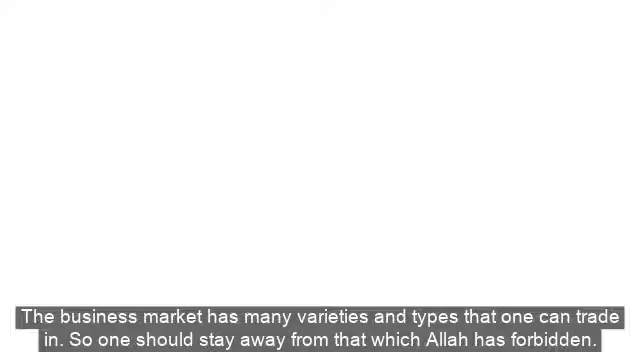 The business market has many varieties and types that one can trade
in. So one should stay away from that which Allah has forbidden.